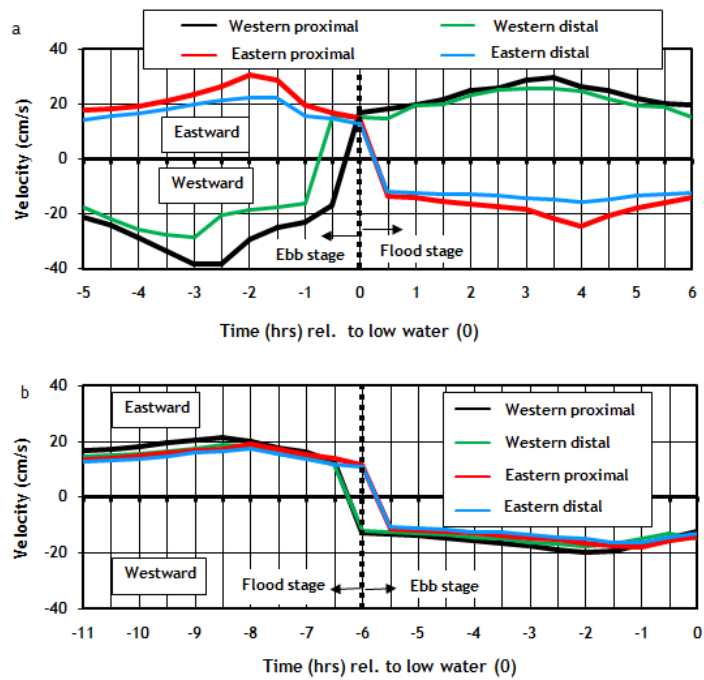 a
Western proximal Western distal
Eastern proximal Eastern distal
40
20
0
-20
-40
Velocity (cm/s)
Eastward
Westward
Ebb stage Flood stage
-5 -4 -3 -2 -1 0 1 2 3 4 5 6
Time (hrs) rel. to low water (0)
b
40
20
0
-20
-40
Velocity (cm/s)
Eastward
Western proximal
Western distal
Eastern proximal
Eastern distal
Westward
Flood stage Ebb stage
-11 -10 -9 -8 -7 -6 -5 -4 -3 -2 -1 0
Time (hrs) rel. to low water (0)